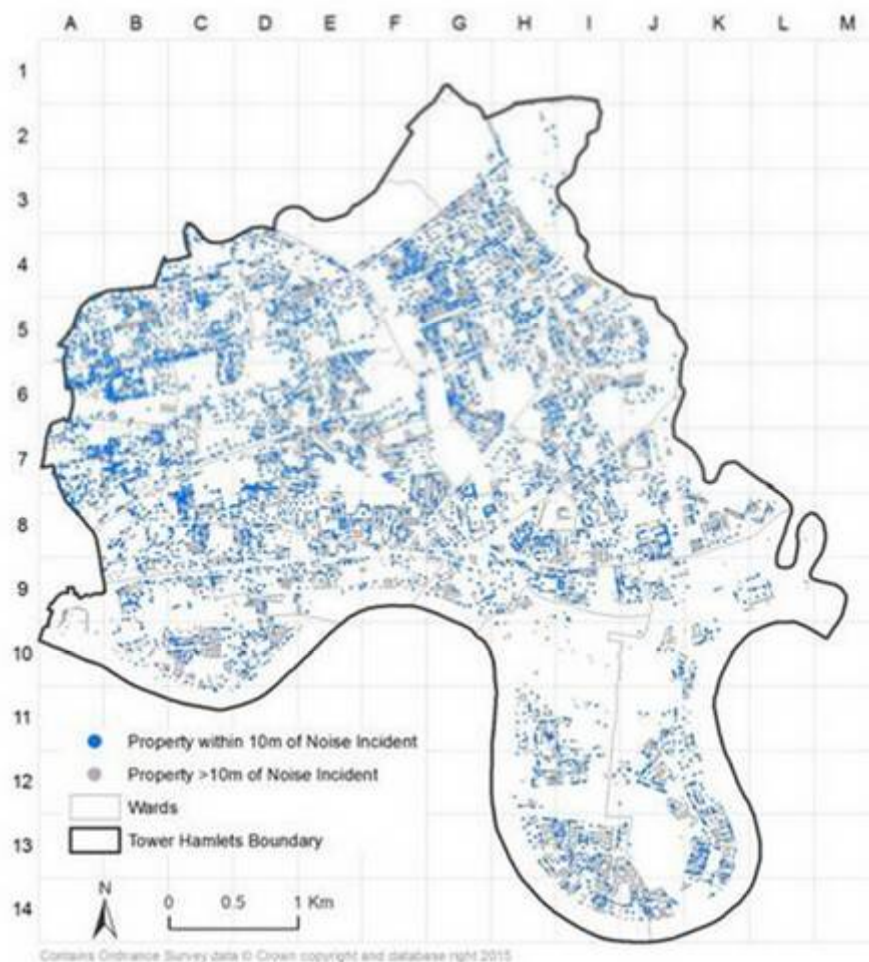 A B C D E F G H I J K L M
1
2
3
4
5
6
7
8
9
10
11
Property within 10m of Noise Incident
Property >10m of Noise Incident
12
Wards
Tower Hamlets Boundary
13
N
0 0.5 1 Km
14
Contains Ordnance Survey data © Crown copyright and database right 2015